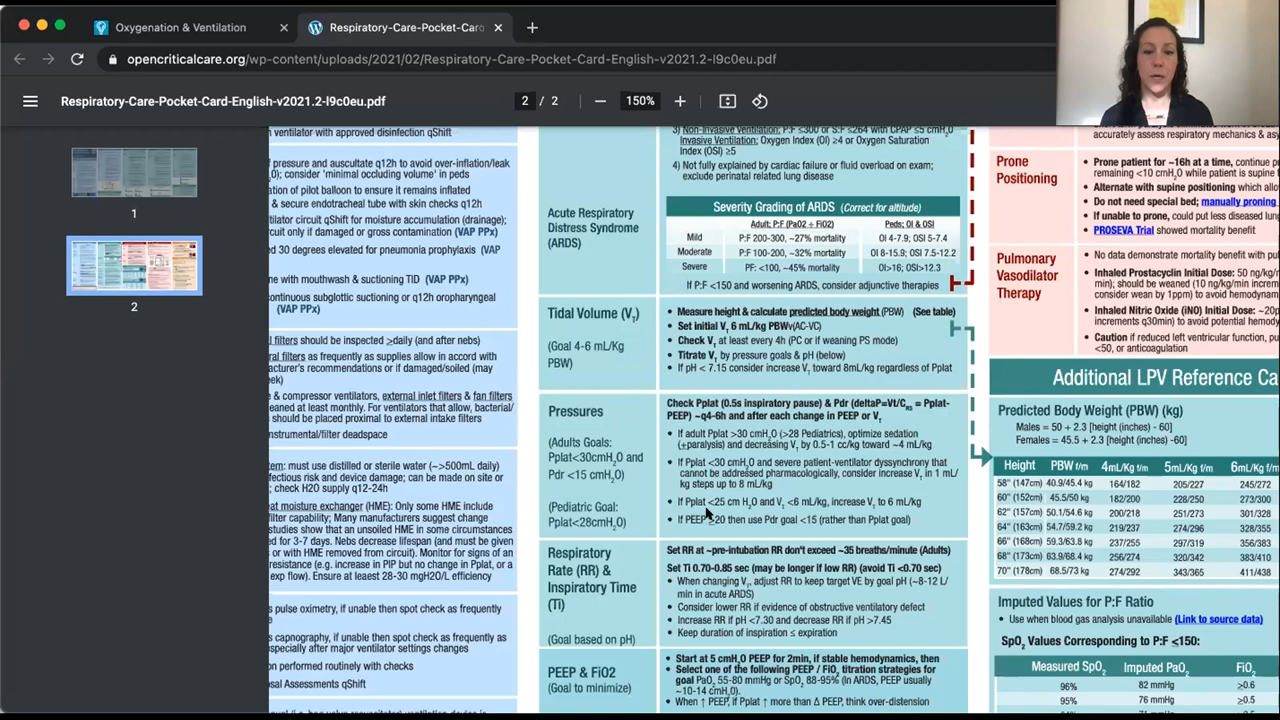 Oxygenation & Ventilation
Respiratory-Care-Pocket-Card
opencriticalcare.org/wp-content/uploads/2021/02/Respiratory-Care-Pocket-Card-English-v2021.2-l9c0eu.pdf
Respiratory-Care-Pocket-Card-English-v2021.2-l9c0eu.pdf
2 / 2
150%
1
2
ventilator with approved disinfection qShift
pressure and auscultate q12h to avoid over-inflation/leak
consider 'minimal occluding volume' in peds
ation of pilot balloon to ensure it remains inflated
& secure endotracheal tube with skin checks q12h
circuit qShift for moisture accumulation (drainage);
only if damaged or gross contamination (VAP PPx)
30 degrees elevated for pneumonia prophylaxis (VAP
e with mouthwash & suctioning TID (VAP PPx)
continuous subglottic suctioning or q12h oropharyngeal
(VAP PPx)
filters should be inspected ≥daily (and after nebs)
filters as frequently as supplies allow in accord with
manufacturer's recommendations or if damaged/soiled (may
& compressor ventilators, external inlet filters & fan filters
cleaned at least monthly. For ventilators that allow, bacterial/
should be placed proximal to external intake filters
instrumental/filter deadspace
must use distilled or sterile water (~>500mL daily)
infectious risk and device damage; can be made on site or
check H2O supply q12-24h
moisture exchanger (HME): Only some HME include
filter capability; Many manufacturers suggest change
studies show that an unsoiled HME in some circumstances
for 3-7 days. Nebs decrease lifespan (and must be given
or with HME removed from circuit). Monitor for signs of an
resistance (e.g. increase in PIP but no change in Pplat, or a
exp flow). Ensure at least 28-30 mgH2O/L efficiency
pulse oximetry, if unable then spot check as frequently
capnography, if unable then spot check as frequently as
especially after major ventilator settings changes
performed routinely with checks
Assessments qShift
3) Non-Invasive Ventilation: P:F ≤300 or S:F ≤264 with CPAP ≥5 cmH2O
Invasive Ventilation: Oxygen Index (OI) ≥4 or Oxygen Saturation
Index (OSI) ≥5
4) Not fully explained by cardiac failure or fluid overload on exam;
exclude perinatal related lung disease
Acute Respiratory
Distress Syndrome
(ARDS)
Severity Grading of ARDS (Correct for altitude)
Adult: P:F (PaO2 ÷ FiO2) Peds: OI & OSI
Mild P:F 200-300, ~27% mortality OI 4-7.9; OSI 5-7.4
Moderate P:F 100-200, ~32% mortality OI 8-15.9; OSI 7.5-12.2
Severe PF: <100, ~45% mortality OI>16; OSI>12.3
If P:F <150 and worsening ARDS, consider adjunctive therapies
Tidal Volume (VT)
(Goal 4-6 mL/Kg
PBW)
• Measure height & calculate predicted body weight (PBW) (See table)
• Set initial VT 6 mL/kg PBWv(AC-VC)
• Check VT at least every 4h (PC or if weaning PS mode)
• Titrate VT by pressure goals & pH (below)
• If pH < 7.15 consider increase VT toward 8mL/kg regardless of Pplat
Pressures
(Adults Goals:
Pplat<30cmH2O and
Pdr <15 cmH2O)
(Pediatric Goal:
Pplat<28cmH2O)
Check Pplat (0.5s inspiratory pause) & Pdr (deltaP=Vt/CRS = Pplat-
PEEP) ~q4-6h and after each change in PEEP or VT
• If adult Pplat >30 cmH2O (>28 Pediatrics), optimize sedation
(±paralysis) and decreasing VT by 0.5-1 cc/kg toward ~4 mL/kg
• If Pplat <30 cmH2O and severe patient-ventilator dyssynchrony that
cannot be addressed pharmacologically, consider increase VT in 1 mL/
kg steps up to 8 mL/kg
• If Pplat <25 cm H2O and VT <6 mL/kg, increase VT to 6 mL/kg
• If PEEP ≥20 then use Pdr goal <15 (rather than Pplat goal)
Respiratory
Rate (RR) &
Inspiratory Time
(Ti)
(Goal based on pH)
Set RR at ~pre-intubation RR don't exceed ~35 breaths/minute (Adults)
Set Ti 0.70-0.85 sec (may be longer if low RR) (avoid Ti <0.70 sec)
• When changing VT, adjust RR to keep target VE by goal pH (~8-12 L/
min in acute ARDS)
• Consider lower RR if evidence of obstructive ventilatory defect
• Increase RR if pH <7.30 and decrease RR if pH >7.45
• Keep duration of inspiration ≤ expiration
PEEP & FiO2
(Goal to minimize)
• Start at 5 cmH2O PEEP for 2min, if stable hemodynamics, then
• Select one of the following PEEP / FiO2 titration strategies for
goal PaO2 55-80 mmHg or SpO2 88-95% (In ARDS, PEEP usually
~10-14 cmH2O).
• When ↑ PEEP, if Pplat ↑ more than Δ PEEP, think over-distension
accurately assess respiratory mechanics & asy
Prone
Positioning
• Prone patient for ~16h at a time, continue p
remaining <10 cmH2O while patient is supine f
• Alternate with supine positioning which allo
• Do not need special bed; manually proning
• If unable to prone, could put less diseased lung
• PROSEVA Trial showed mortality benefit
Pulmonary
Vasodilator
Therapy
• No data demonstrate mortality benefit with
• Inhaled Prostacyclin Initial Dose: 50 ng/kg/
min); should be weaned (10 ng/kg/min increme
consider wean by 1ppm) to avoid hemodynam
• Inhaled Nitric Oxide (iNO) Initial Dose: ~20p
increments q30min) to avoid potential hemody
• Caution if reduced left ventricular function, pu
<50, or anticoagulation
Additional LPV Reference Ca
Predicted Body Weight (PBW) (kg)
Males = 50 + 2.3 [height (inches) - 60]
Females = 45.5 + 2.3 [height (inches) -60]
Height PBW f/m 4mL/Kg f/m 5mL/Kg f/m 6mL/Kg
58" (147cm) 40.9/45.4 kg 164/182 205/227 245/272
60" (152cm) 45.5/50 kg 182/200 228/250 273/300
62" (157cm) 50.1/54.6 kg 200/218 251/273 301/328
64" (163cm) 54.7/59.2 kg 219/237 274/296 328/355
66" (168cm) 59.3/63.8 kg 237/255 297/319 356/383
68" (173cm) 63.9/68.4 kg 256/274 320/342 383/410
70" (178cm) 68.5/73 kg 274/292 343/365 411/438
Imputed Values for P:F Ratio
• Use when blood gas analysis unavailable (Link to source data)
SpO2 Values Corresponding to P:F ≤150:
Measured SpO2 Imputed PaO2 FiO2
96% 82 mmHg ≥0.6
95% 76 mmHg ≥0.5